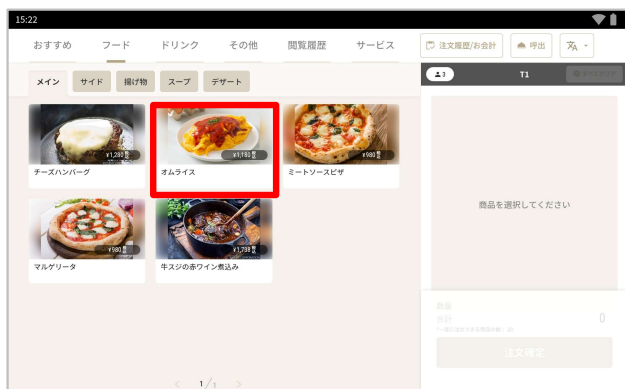 15:22
おすすめ
フード
ドリンク
その他
閲覧履歴
サービス
注文履歴/お会計
呼出
メイン
サイド
揚げ物
スープ
デザート
3
T1
¥1,280
チーズハンバーグ
¥1,180
オムライス
¥980
ミートソースピザ
商品を選択してください
¥980
マルゲリータ
¥1,798
牛スジの赤ワイン煮込み
合計
0
注文確定
1/1